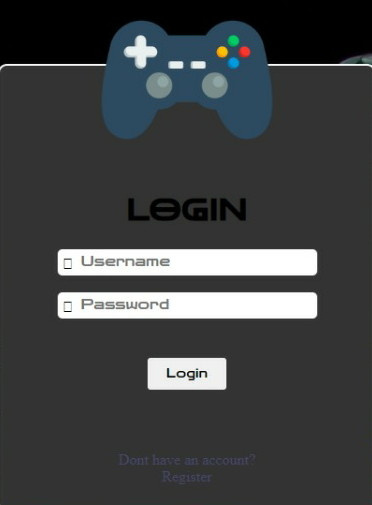 LOGIN
Username
Password
Login
Dont have an account?
Register